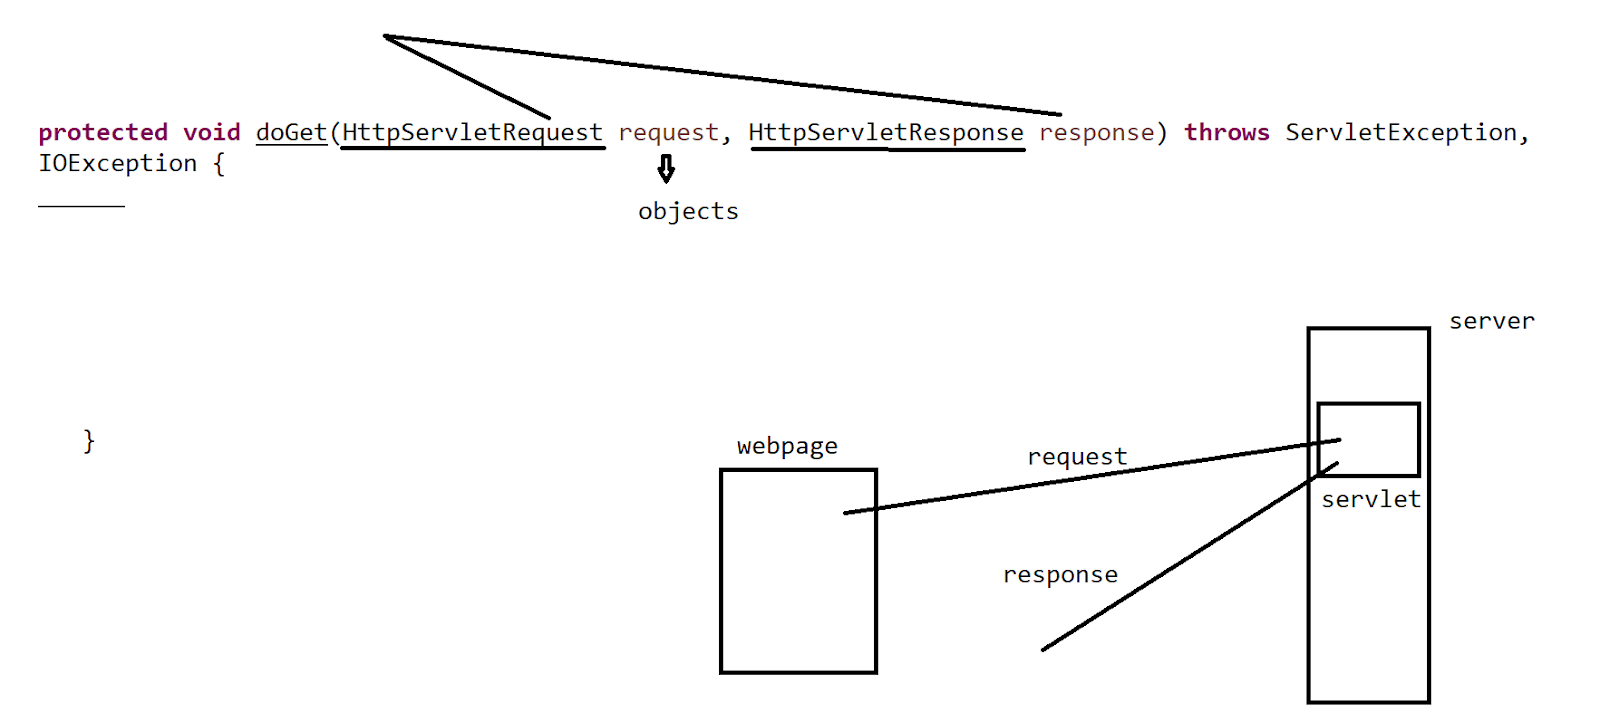 protected void doGet(HttpServletRequest request, HttpServletResponse response) throws ServletException,
IOException {
objects
server
}
webpage
request
servlet
response